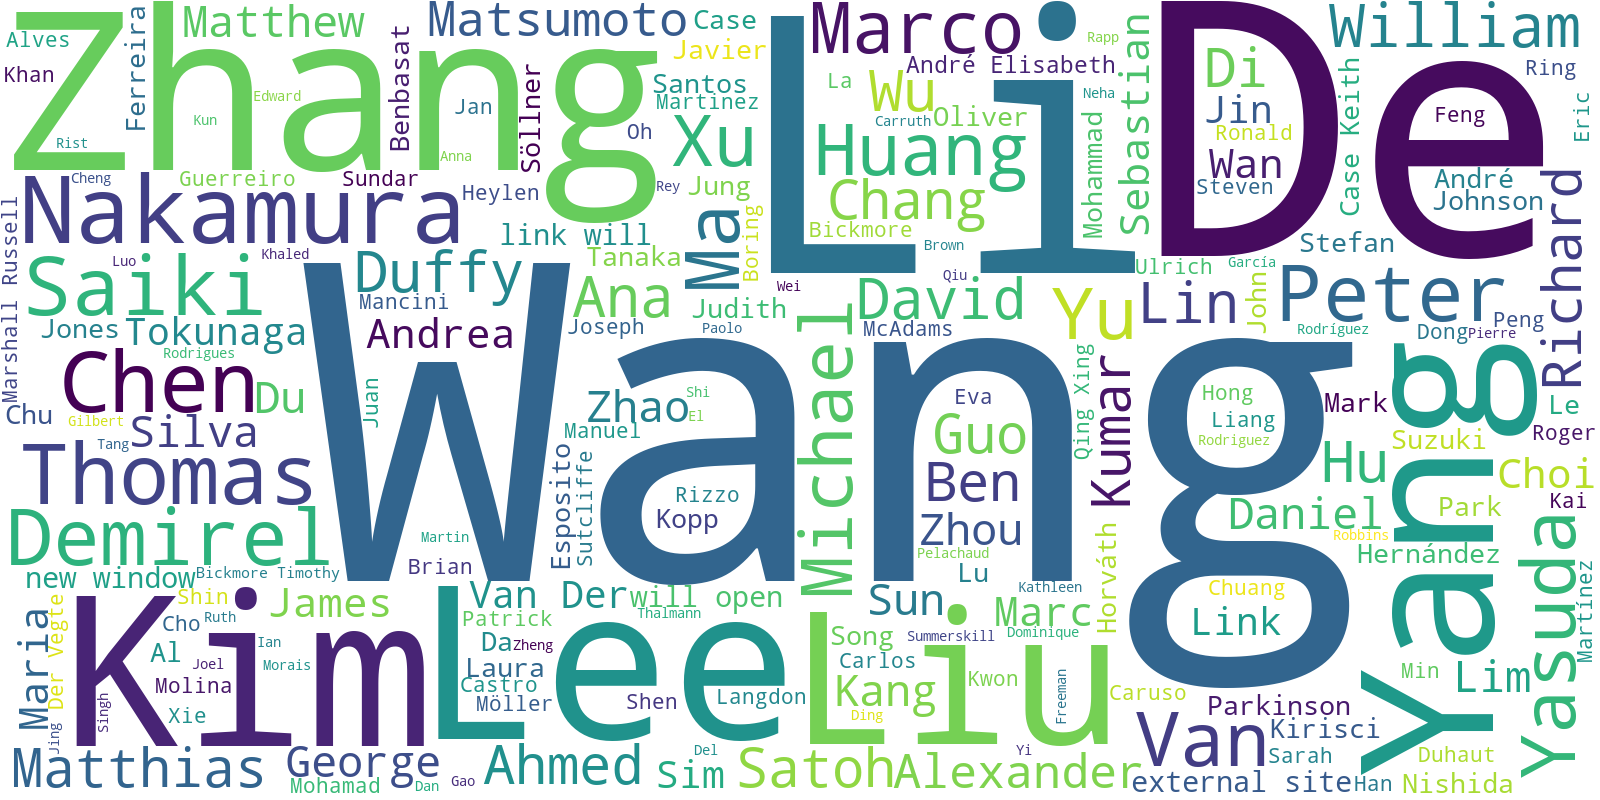 Zhang
Li
De
Wang
Matthew
Matsumoto
Case
Marco
William
Alves
Khan
Ferreira
Edward
Kun
Rist
Benbasat
Jan
Anna
Söllner
Javier
Santos
Martinez
Oh
Xu
La
André Elisabeth
Wu
Carruth
Oliver
Huang
Rapp
Neha
Mohammad
Sebastian
Di
Jin
Ronald
Wan
Steven
Case Keith
Feng
Ring
Eric
André
Johnson
Cheng
Guerreiro
Sundar
Heylen
Rey
Jung
Chang
Bickmore
Nakamura
Marshall Russell
Luo
Khaled
link will
Tanaka
Ma
Boring
Brown
Qiu
Wei
Ulrich
Garcia
Stefan
Richard
Saiki
Duffy
Mancini
Ana
Judith
David
Yu
Lin
John
Peter
Jones
Tokunaga
Rodrigues
Andrea
Joseph
Paolo
McAdams
Rodríguez
Dong
Peng
Pierre
Chen
Du
Juan
Zhao
Shi
El
Michael
Eva
Qing Xing
Kumar
Hong
Liang
Rodriguez
Mark
Yang
Le
Roger
Chu
Gilbert
Tang
Silva
Manuel
Guo
Suzuki
Thomas
Esposito
Sutcliffe
Rizzo
Kopp
Ben
Zhou
Hu
Choi
Kai
Park
Daniel
Robbins
Demirel
Martin
Brian
Pelachaud
Lu
Kathleen
Horváth
Hernández
Yasuda
new window
Bickmore Timothy
Van Der
will open
Sun
Marc
Chuang
Link
Martínez
Maria
Der Vegte
Shin
Cho
Ruth
James
Patrick
Thalmann
Kim
Lee
Liu
Al
Joel
Ian
Morais
Da
Zheng
Laura
Song
Summerskill
Dominique
Carlos
Min
Lim
Molina
Castro
Möller
Shen
Langdon
Kang
Kwon
Freeman
Caruso
Xie
Singh
Jing
Ding
Parkinson
Van
Kirisci
Matthias
George
Ahmed
Del
Sim
Satoh
Yi
Alexander
Sarah
Duhaut
Mohamad
Dan
Gao
external site
Han
Nishida